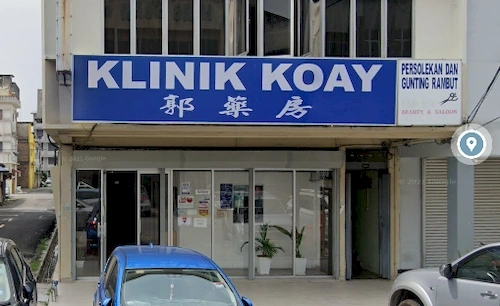 KLINIK KOAY
郭藥房
PERSOLEKAN DAN
GUNTING RAMBUT
BEAUTY & SALOON